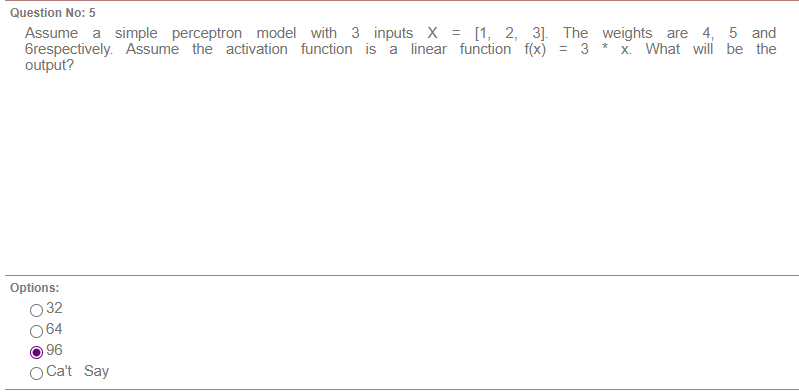 Question No: 5
Assume a simple perceptron model with 3 inputs X = [1, 2, 3]. The weights are 4, 5 and
6respectively. Assume the activation function is a linear function f(x) = 3 * x. What will be the
output?
Options:
32
64
96
Ca't Say